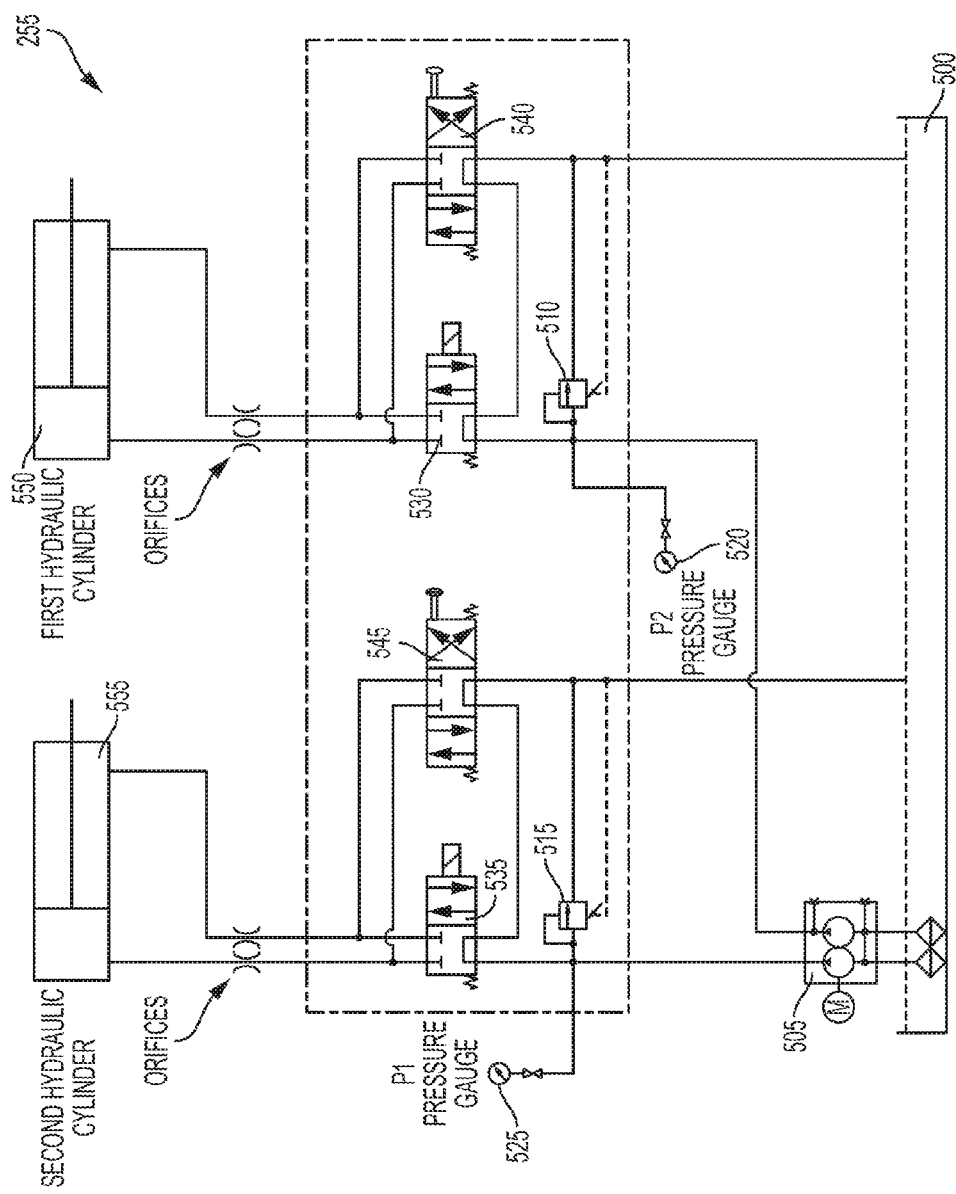 255
550
FIRST HYDRAULIC
CYLINDER
ORIFICES
530
540
510
P2
PRESSURE
GAUGE
520
500
SECOND HYDRAULIC
CYLINDER
555
ORIFICES
535
545
515
P1
PRESSURE
GAUGE
525
505
M